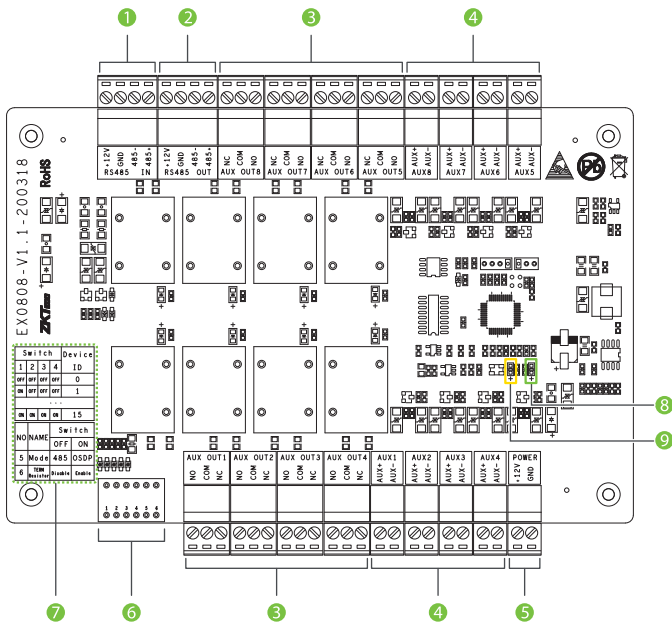 1 2 3 4
+12V GND 485- 485+ +12V GND 485- 485+ NC COM NO NC COM NO NC COM NO NC COM NO AUX+ AUX- AUX+ AUX- AUX+ AUX- AUX+ AUX-
RS485 IN RS485 OUT AUX OUT8 AUX OUT7 AUX OUT6 AUX OUT5 AUX8 AUX7 AUX6 AUX5
EX0808-V1.1-200318
RoHS
Pb
ZKTeco
Switch Device
1 2 3 4 ID
OFF OFF OFF OFF 0
ON OFF OFF OFF 1
...
ON ON ON ON 15
NO NAME Switch
OFF ON
5 Mode 485 OSDP
6 TERM Resistor Disable Enable
8
9
AUX OUT1 AUX OUT2 AUX OUT3 AUX OUT4 AUX1 AUX2 AUX3 AUX4 POWER
NO COM NC NO COM NC NO COM NC NO COM NC AUX+ AUX- AUX+ AUX- AUX+ AUX- AUX+ AUX- +12V GND
1 2 3 4 5 6
7 6 3 4 5